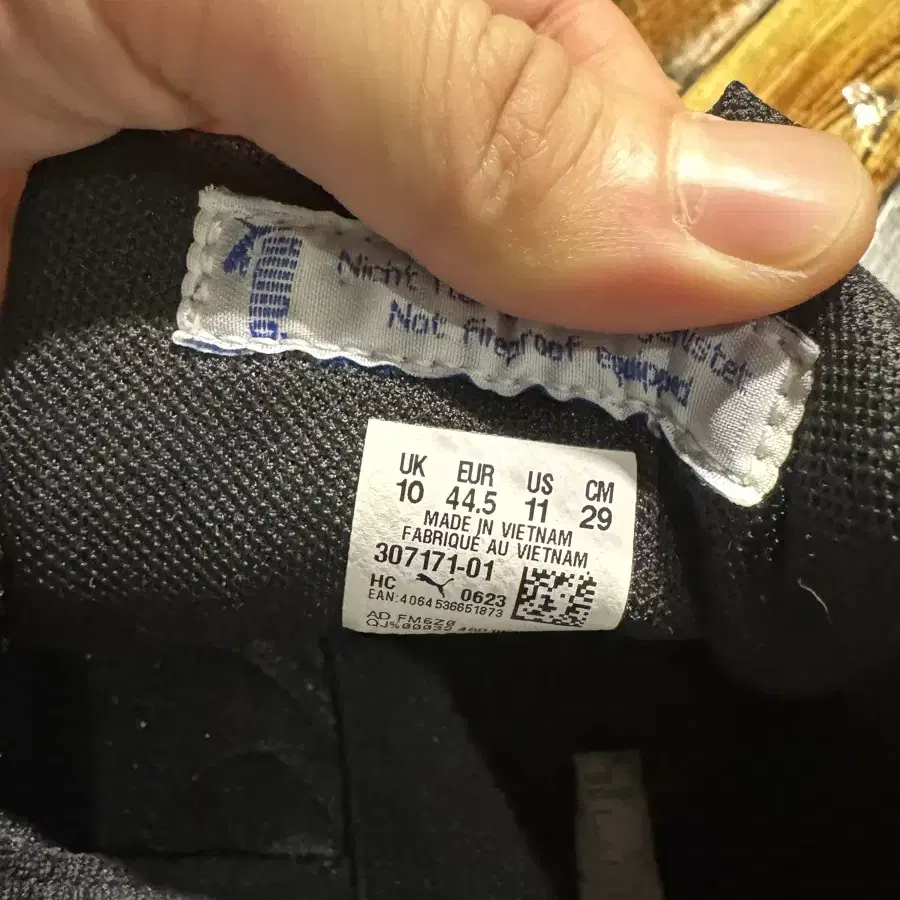 Nicht
Not fireproof equipped
UK EUR US CM
10 44.5 11 29
MADE IN VIETNAM
FABRIQUÉ AU VIETNAM
307171-01
HC 0623
EAN:4064536651873